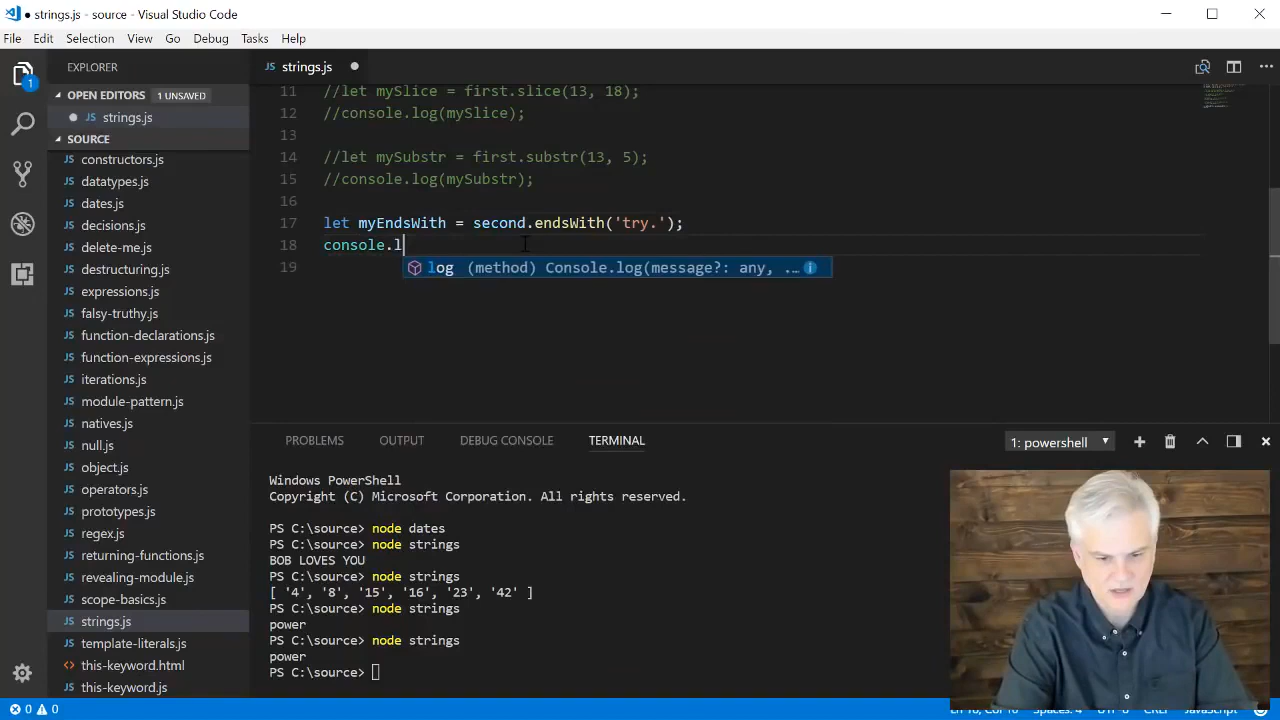 ● strings.js - source - Visual Studio Code
File Edit Selection View Go Debug Tasks Help
EXPLORER
OPEN EDITORS 1 UNSAVED
strings.js
SOURCE
JS constructors.js
JS datatypes.js
JS dates.js
JS decisions.js
JS delete-me.js
JS destructuring.js
JS expressions.js
JS falsy-truthy.js
JS function-declarations.js
JS function-expressions.js
JS iterations.js
JS module-pattern.js
JS natives.js
JS null.js
JS object.js
JS operators.js
JS prototypes.js
JS regex.js
JS returning-functions.js
JS revealing-module.js
JS scope-basics.js
JS strings.js
JS template-literals.js
<> this-keyword.html
JS this-keyword.js
1
JS strings.js ●
11 //let mySlice = first.slice(13, 18);
12 //console.log(mySlice);
13
14 //let mySubstr = first.substr(13, 5);
15 //console.log(mySubstr);
16
17 let myEndsWith = second.endsWith('try.');
18 console.l
19
log (method) Console.log(message?: any, ...
PROBLEMS OUTPUT DEBUG CONSOLE TERMINAL
1: powershell
Windows PowerShell
Copyright (C) Microsoft Corporation. All rights reserved.
PS C:\source> node dates
PS C:\source> node strings
BOB LOVES YOU
PS C:\source> node strings
[ '4', '8', '15', '16', '23', '42' ]
PS C:\source> node strings
power
PS C:\source> node strings
power
PS C:\source>
0 0